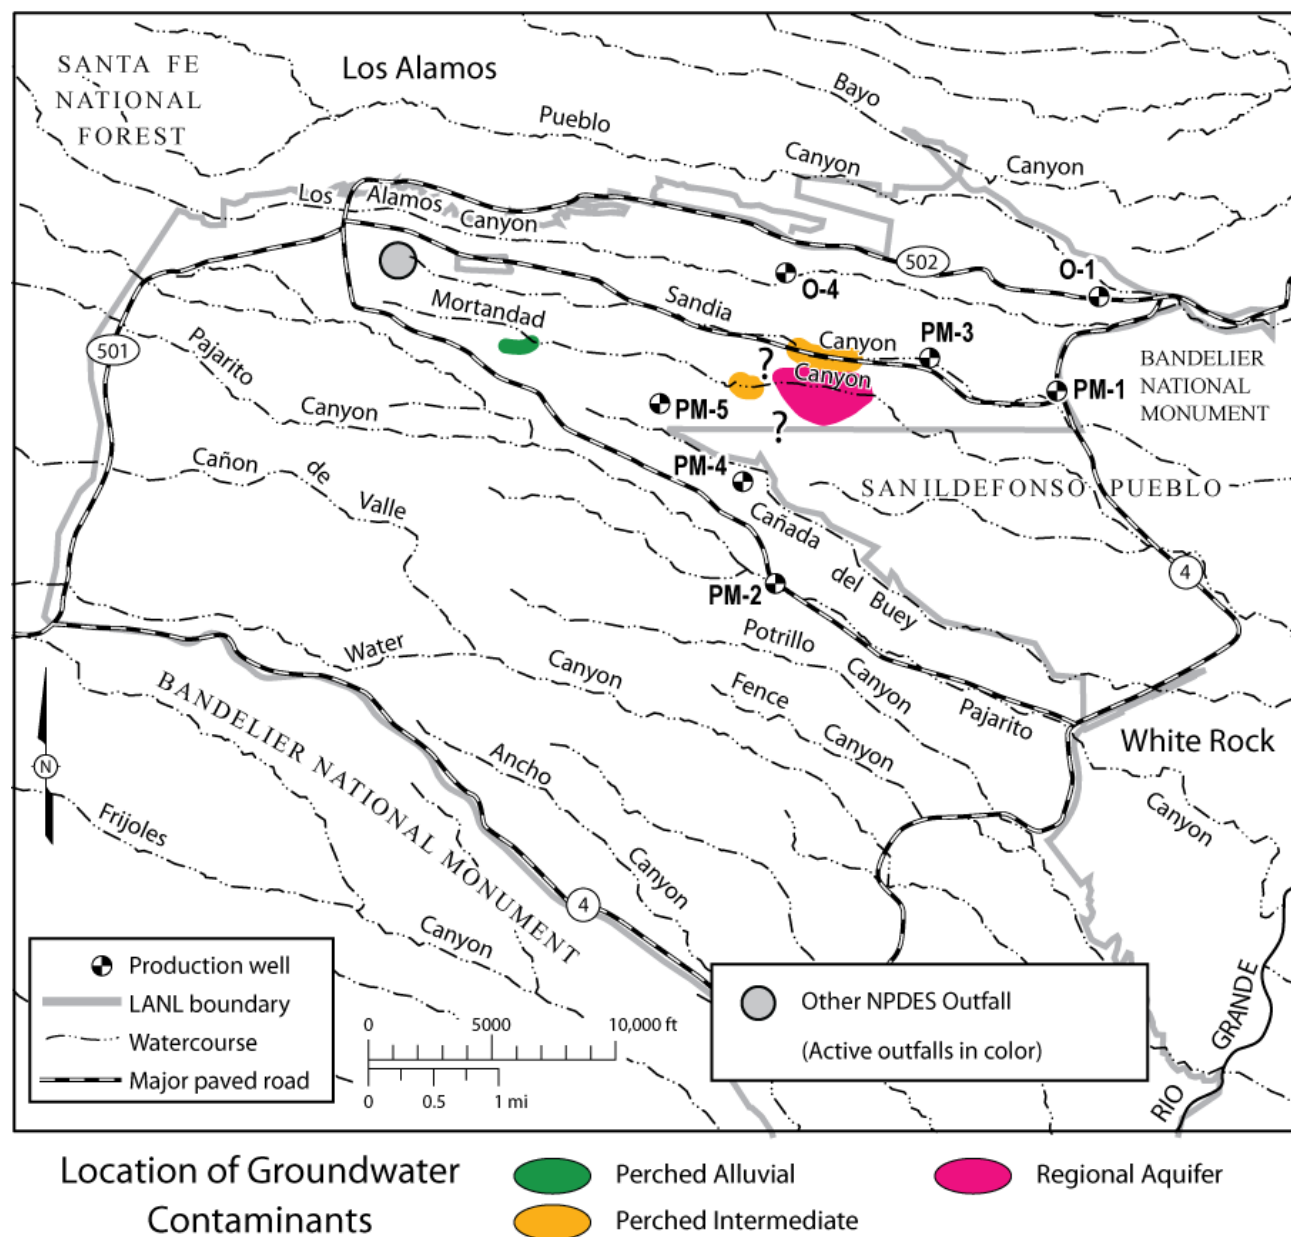 SANTA FE
NATIONAL
FOREST
Los Alamos
Bayo
Canyon
Pueblo
Canyon
Los Alamos Canyon
502
O-1
O-4
Sandia
Canyon
PM-3
Mortandad
Canyon
?
?
501
Pajarito
Canyon
PM-5
PM-1
BANDELIER
NATIONAL
MONUMENT
Cañon de Valle
PM-4
SAN ILDEFONSO PUEBLO
Cañada del Buey
4
PM-2
Water
Canyon
Potrillo
Canyon
Fence
Canyon
Pajarito
White Rock
Canyon
BANDELIER NATIONAL MONUMENT
N
Ancho
Canyon
Frijoles
Canyon
4
RIO GRANDE
Production well
LANL boundary
Watercourse
Major paved road
0 5000 10,000 ft
0 0.5 1 mi
Other NPDES Outfall
(Active outfalls in color)
Location of Groundwater
Contaminants
Perched Alluvial
Perched Intermediate
Regional Aquifer